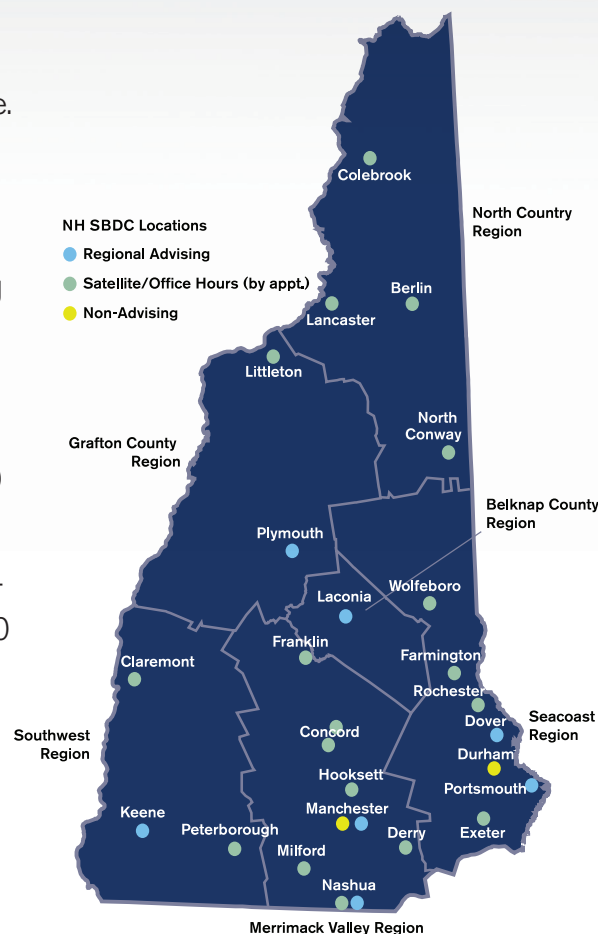 e.
Colebrook
North Country
Region
NH SBDC Locations
Regional Advising
Satellite/Office Hours (by appt.)
Non-Advising
Berlin
Lancaster
Littleton
North
Conway
Grafton County
Region
Belknap County
Region
Plymouth
Wolfeboro
Laconia
0
Franklin
Farmington
Claremont
Rochester
Dover
Seacoast
Region
Concord
Southwest
Region
Durham
Hooksett
Portsmouth
Manchester
Keene
Peterborough
Derry
Exeter
Milford
Nashua
Merrimack Valley Region